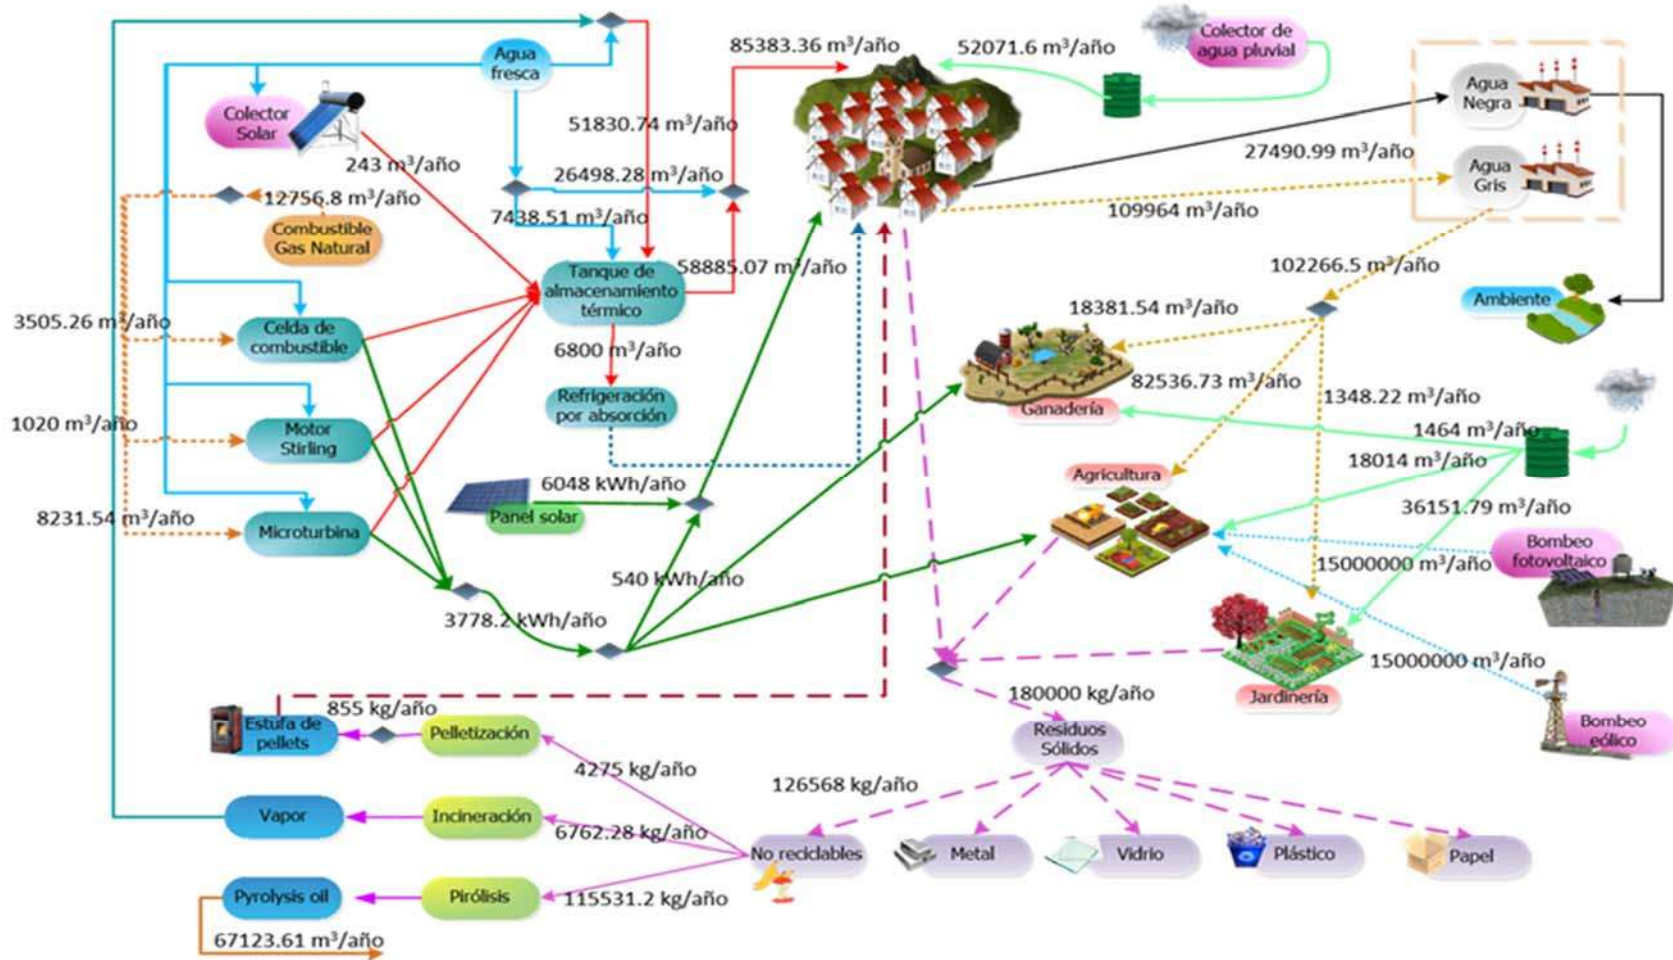 Agua
fresca
85383.36 m³/año
52071.6 m³/año
Colector de
agua pluvial
Agua
Negra
Colector
Solar
51830.74 m³/año
243 m³/año
26498.28 m³/año
27490.99 m³/año
Agua
Gris
12756.8 m³/año
7438.51 m³/año
109964 m³/año
Combustible
Gas Natural
Tanque de
almacenamiento
térmico
58885.07 m³/año
102266.5 m³/año
Ambiente
18381.54 m³/año
3505.26 m³/año
Celda de
combustible
6800 m³/año
82536.73 m³/año
Refrigeración
por absorción
Ganadería
1348.22 m³/año
1020 m³/año
Motor
Stirling
1464 m³/año
18014 m³/año
Agricultura
6048 kWh/año
Panel solar
36151.79 m³/año
8231.54 m³/año
Microturbina
Bombeo
fotovoltaico
15000000 m³/año
540 kWh/año
3778.2 kWh/año
15000000 m³/año
Jardinería
Bombeo
eólico
180000 kg/año
855 kg/año
Estufa de
pellets
Pelletización
Residuos
Sólidos
4275 kg/año
126568 kg/año
Vapor
Incineración
6762.28 kg/año
No reciclables
Metal
Vidrio
Plástico
Papel
Pyrolysis oil
Pirólisis
115531.2 kg/año
67123.61 m³/año